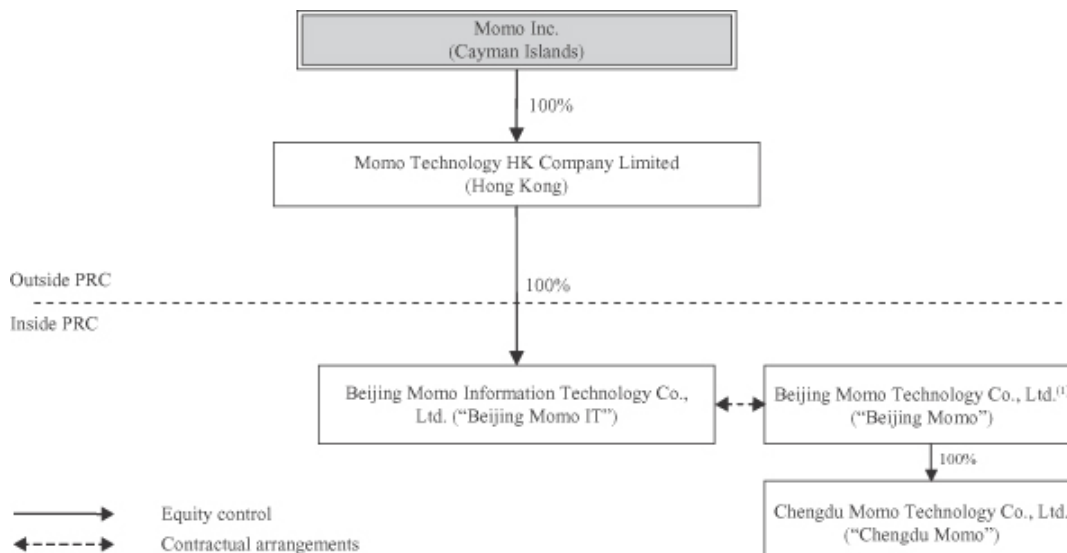 Momo Inc.
(Cayman Islands)
100%
Momo Technology HK Company Limited
(Hong Kong)
Outside PRC
100%
Inside PRC
Beijing Momo Information Technology Co.,
Ltd. (“Beijing Momo IT”)
Beijing Momo Technology Co., Ltd.(1)
(“Beijing Momo”)
100%
Chengdu Momo Technology Co., Ltd.
(“Chengdu Momo”)
Equity control
Contractual arrangements